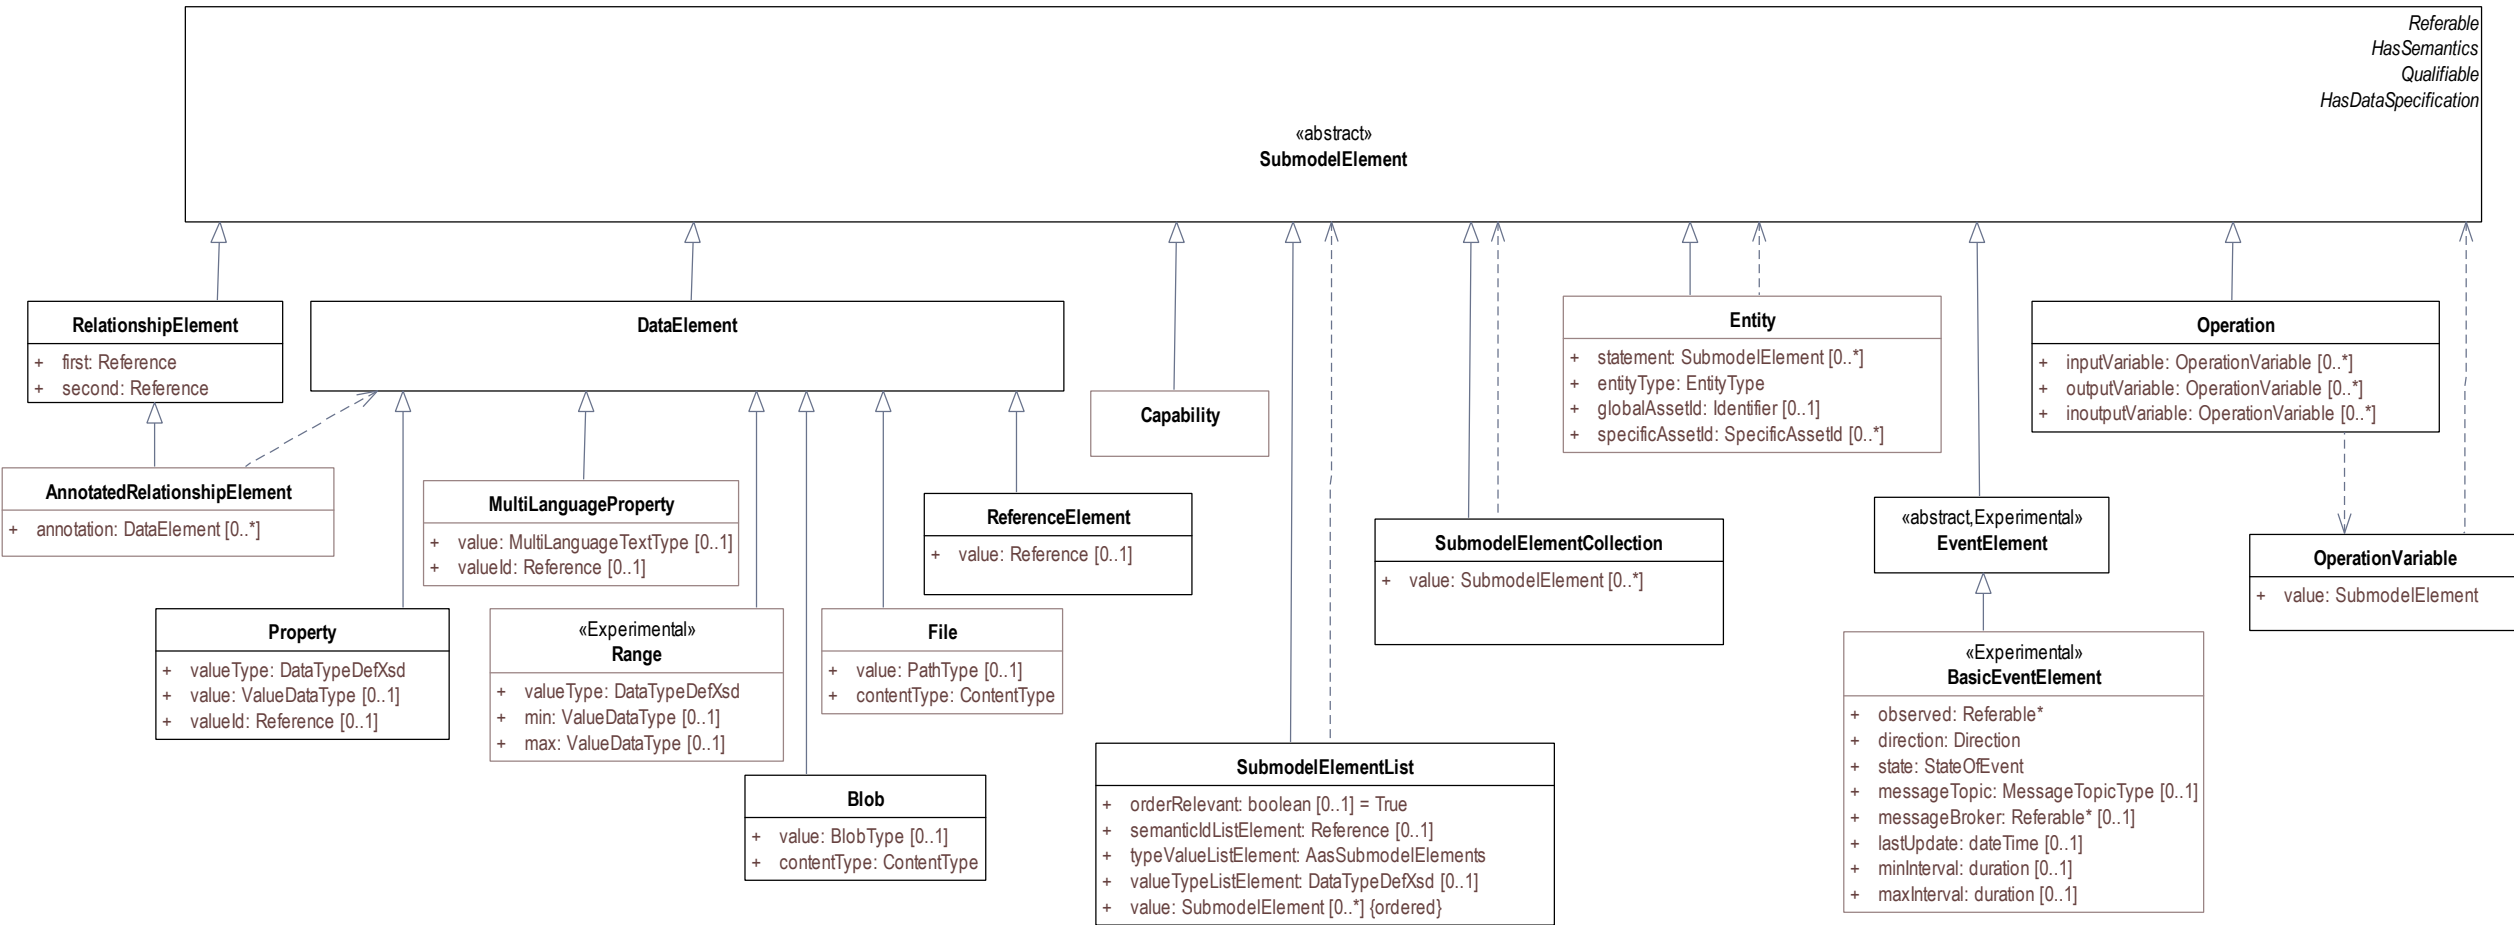 Referable
HasSemantics
Qualifiable
HasDataSpecification
«abstract»
SubmodelElement
RelationshipElement
+ first: Reference
+ second: Reference
DataElement
Capability
Entity
+ statement: SubmodelElement [0..*]
+ entityType: EntityType
+ globalAssetId: Identifier [0..1]
+ specificAssetId: SpecificAssetId [0..*]
Operation
+ inputVariable: OperationVariable [0..*]
+ outputVariable: OperationVariable [0..*]
+ inoutputVariable: OperationVariable [0..*]
AnnotatedRelationshipElement
+ annotation: DataElement [0..*]
MultiLanguageProperty
+ value: MultiLanguageTextType [0..1]
+ valueId: Reference [0..1]
ReferenceElement
+ value: Reference [0..1]
SubmodelElementCollection
+ value: SubmodelElement [0..*]
«abstract,Experimental»
EventElement
OperationVariable
+ value: SubmodelElement
Property
+ valueType: DataTypeDefXsd
+ value: ValueDataType [0..1]
+ valueId: Reference [0..1]
«Experimental»
Range
+ valueType: DataTypeDefXsd
+ min: ValueDataType [0..1]
+ max: ValueDataType [0..1]
File
+ value: PathType [0..1]
+ contentType: ContentType
Blob
+ value: BlobType [0..1]
+ contentType: ContentType
SubmodelElementList
+ orderRelevant: boolean [0..1] = True
+ semanticIdListElement: Reference [0..1]
+ typeValueListElement: AasSubmodelElements
+ valueTypeListElement: DataTypeDefXsd [0..1]
+ value: SubmodelElement [0..*] {ordered}
«Experimental»
BasicEventElement
+ observed: Referable*
+ direction: Direction
+ state: StateOfEvent
+ messageTopic: MessageTopicType [0..1]
+ messageBroker: Referable* [0..1]
+ lastUpdate: dateTime [0..1]
+ minInterval: duration [0..1]
+ maxInterval: duration [0..1]